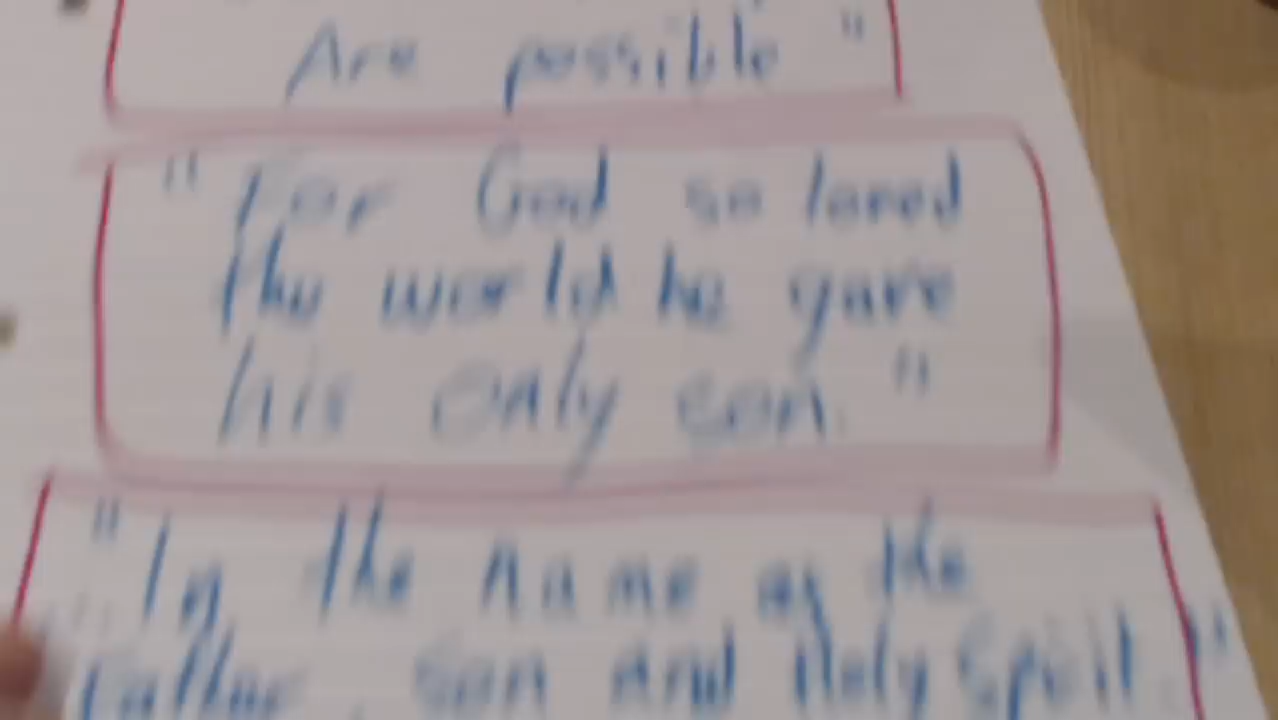 Are possible"
"For God so loved
the world he gave
his only son."
"In the name of the
Father, son and Holy Spirit."